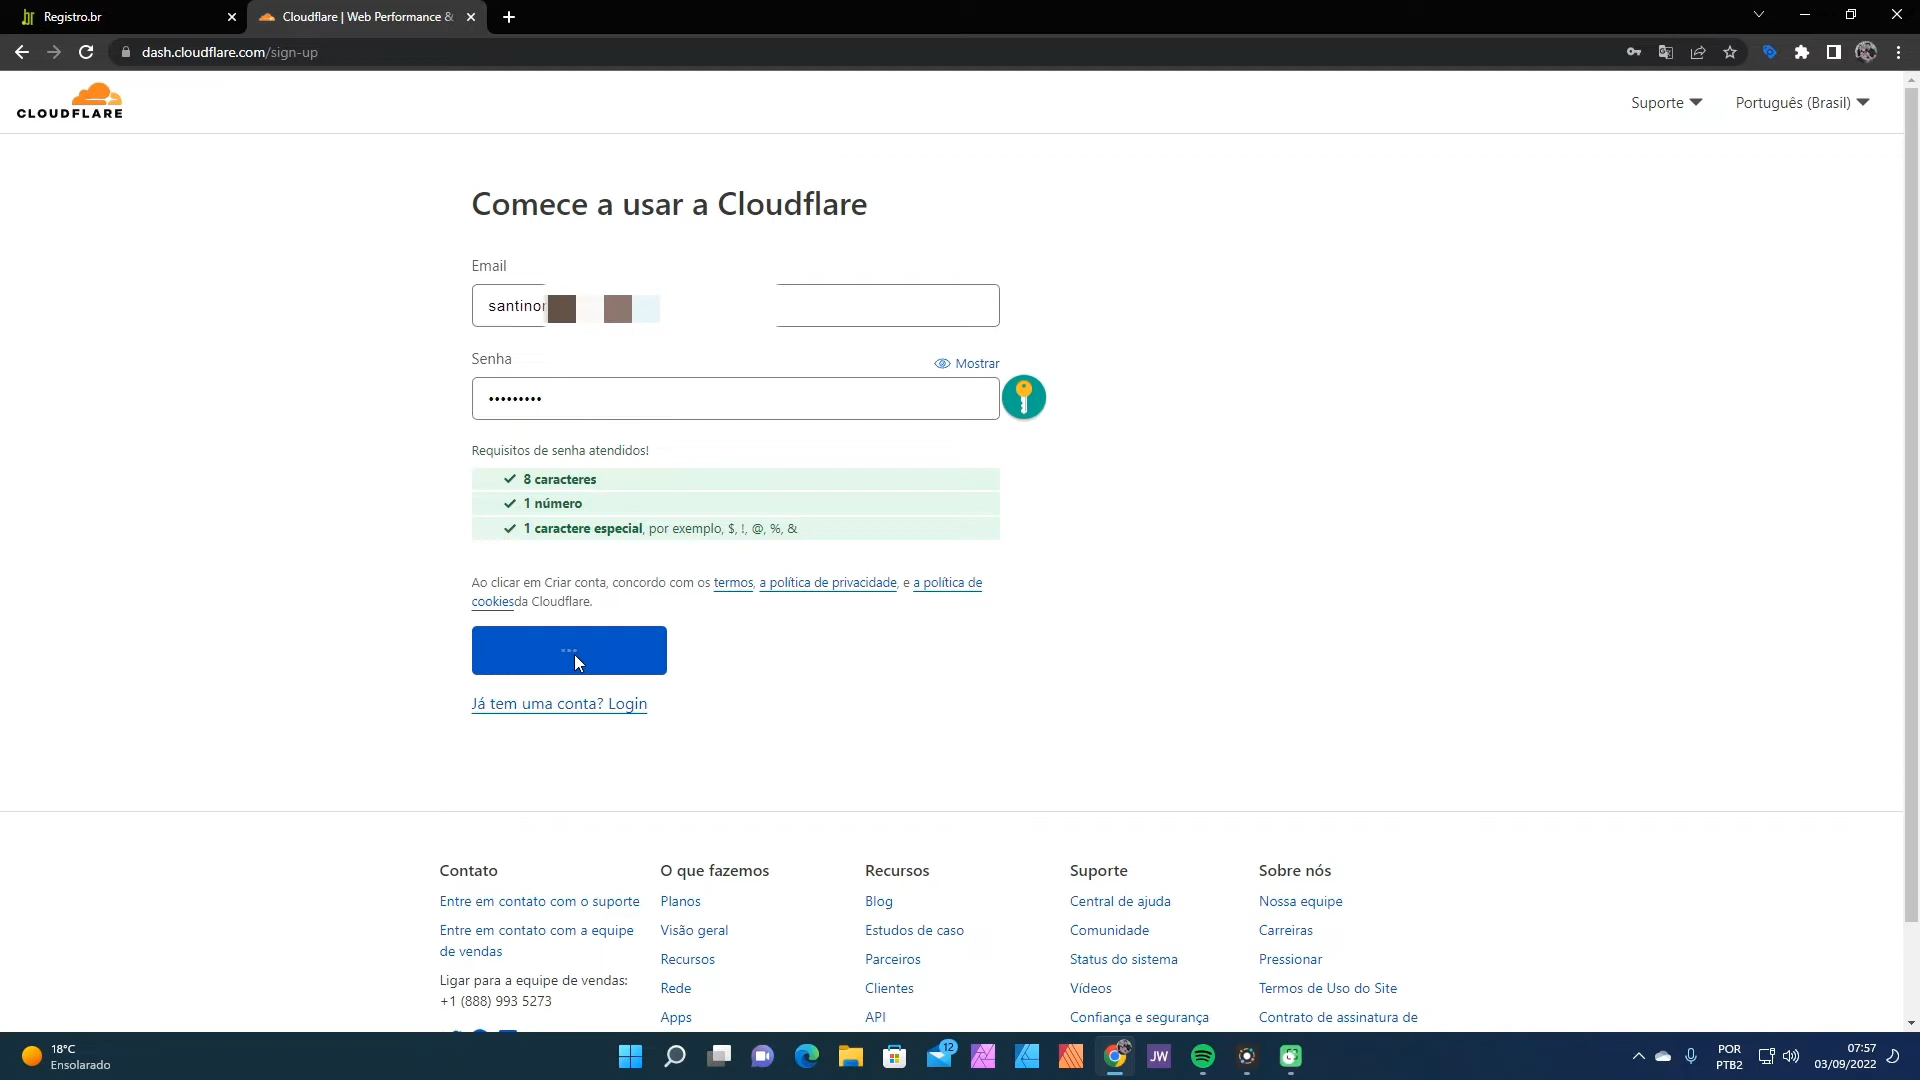 Registro.br
Cloudflare | Web Performance &
dash.cloudflare.com/sign-up
CLOUDFLARE
Suporte
Português (Brasil)
Comece a usar a Cloudflare
Email
santinor
Senha
Mostrar
•••••••••
Requisitos de senha atendidos!
8 caracteres
1 número
1 caractere especial, por exemplo, $, !, @, %, &
Ao clicar em Criar conta, concordo com os termos, a política de privacidade, e a política de
cookiesda Cloudflare.
Já tem uma conta? Login
Contato
Entre em contato com o suporte
Entre em contato com a equipe
de vendas
Ligar para a equipe de vendas:
+1 (888) 993 5273
O que fazemos
Planos
Visão geral
Recursos
Rede
Apps
Recursos
Blog
Estudos de caso
Parceiros
Clientes
API
Suporte
Central de ajuda
Comunidade
Status do sistema
Vídeos
Confiança e segurança
Sobre nós
Nossa equipe
Carreiras
Pressionar
Termos de Uso do Site
Contrato de assinatura de
18°C
Ensolarado
12
JW
POR
PTB2
07:57
03/09/2022